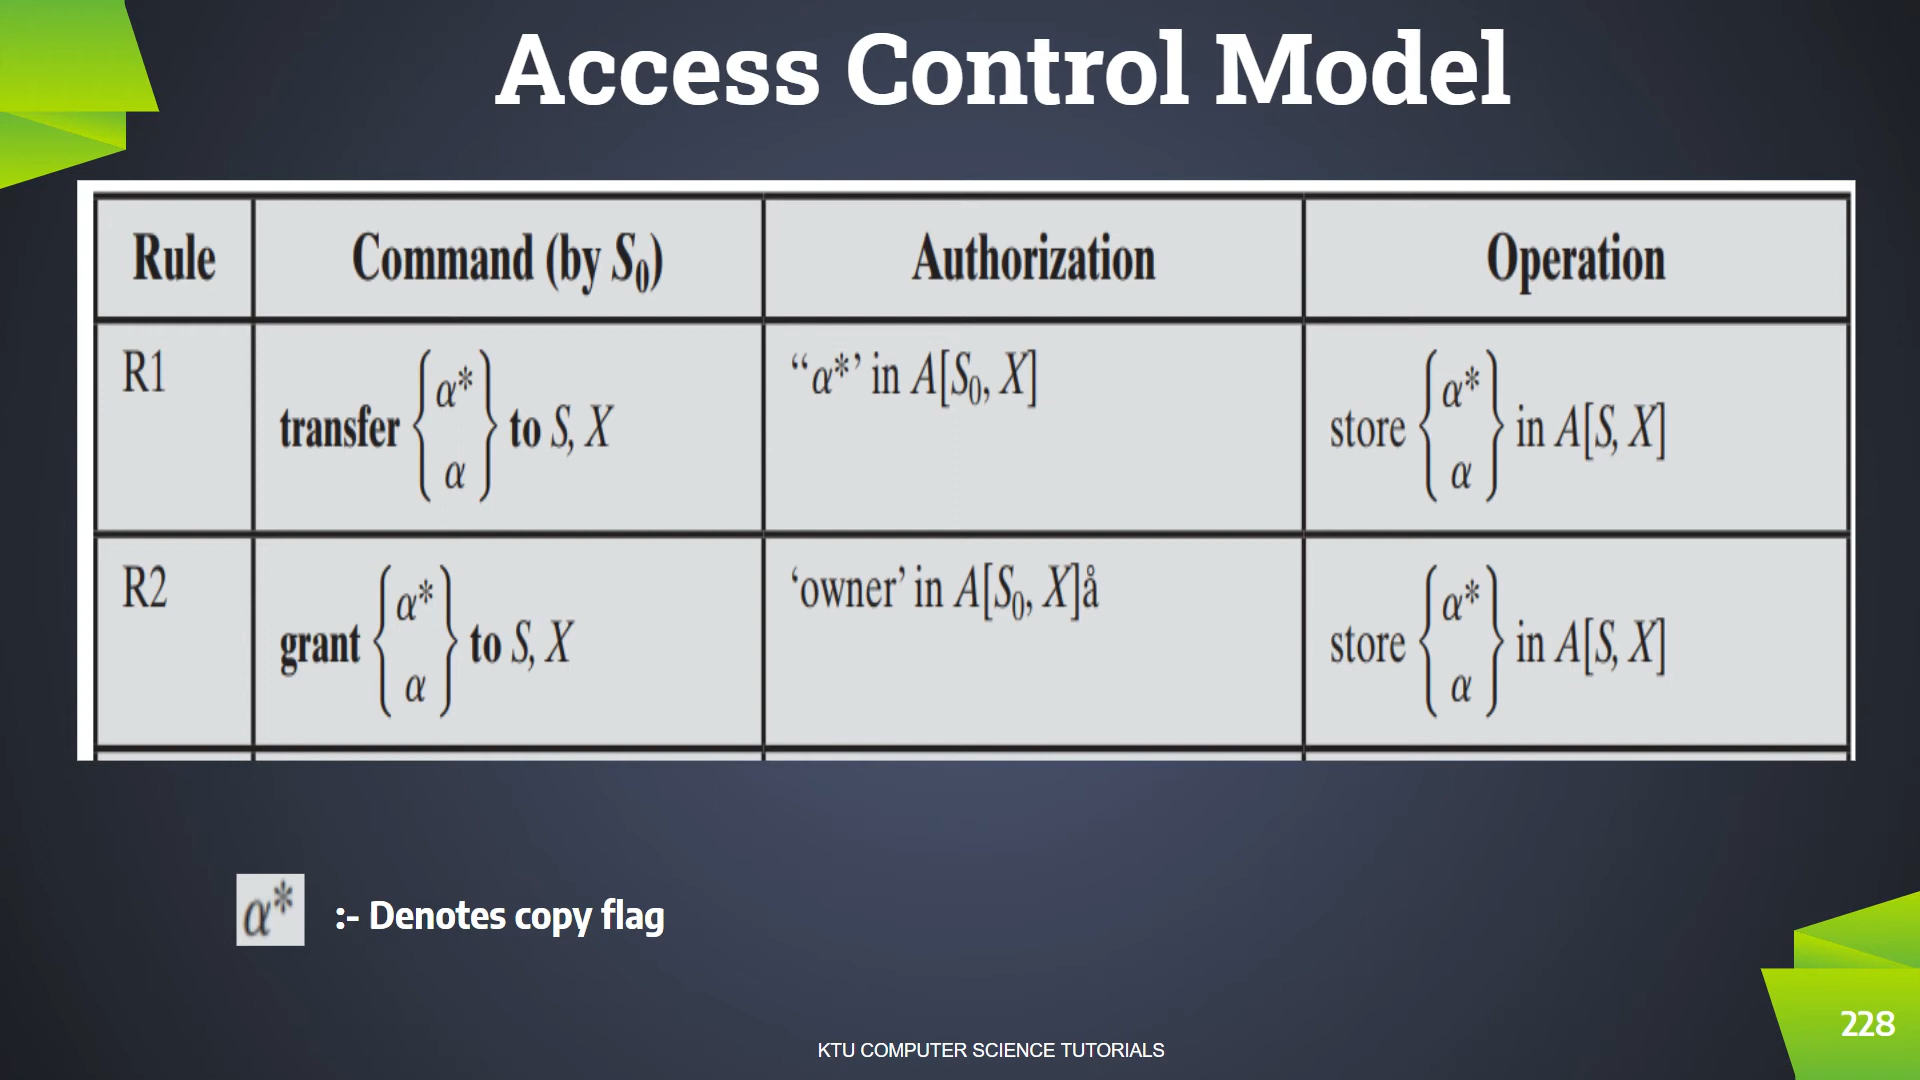 Access Control Model
Rule Command (by S₀) Authorization Operation
R1 transfer {α* α} to S, X “α*’ in A[S₀, X] store {α* α} in A[S, X]
R2 grant {α* α} to S, X ‘owner’ in A[S₀, X]å store {α* α} in A[S, X]
α* :- Denotes copy flag
228
KTU COMPUTER SCIENCE TUTORIALS